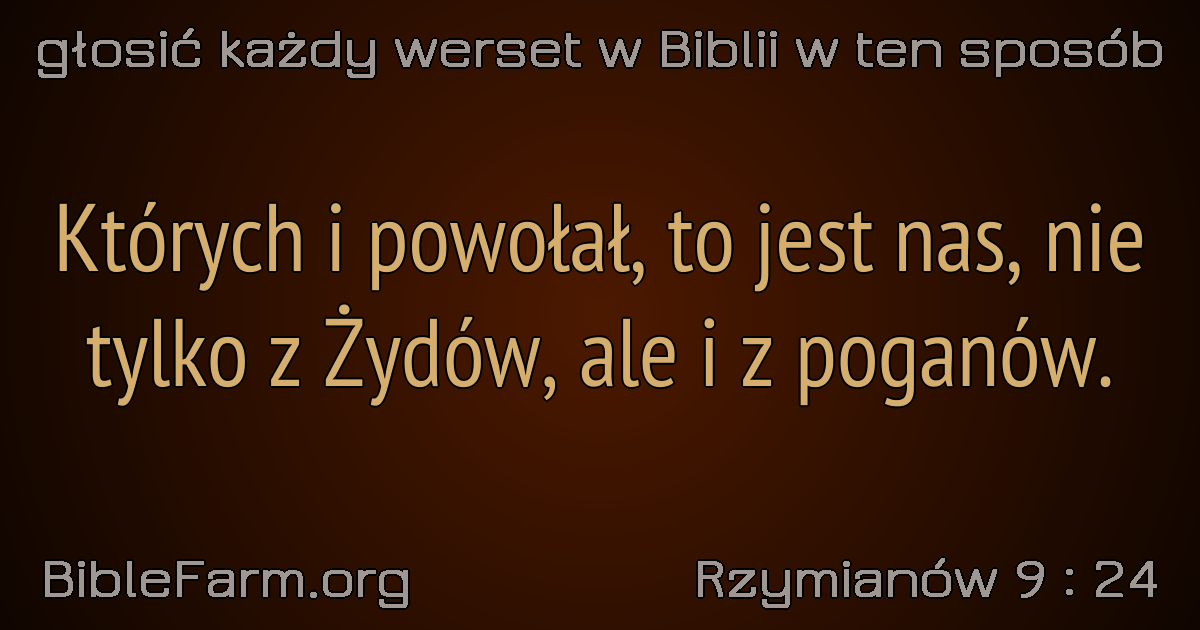 głosić każdy werset w Biblii w ten sposób
Których i powołał, to jest nas, nie
tylko z Żydów, ale i z poganów.
BibleFarm.org
Rzymianów 9 : 24